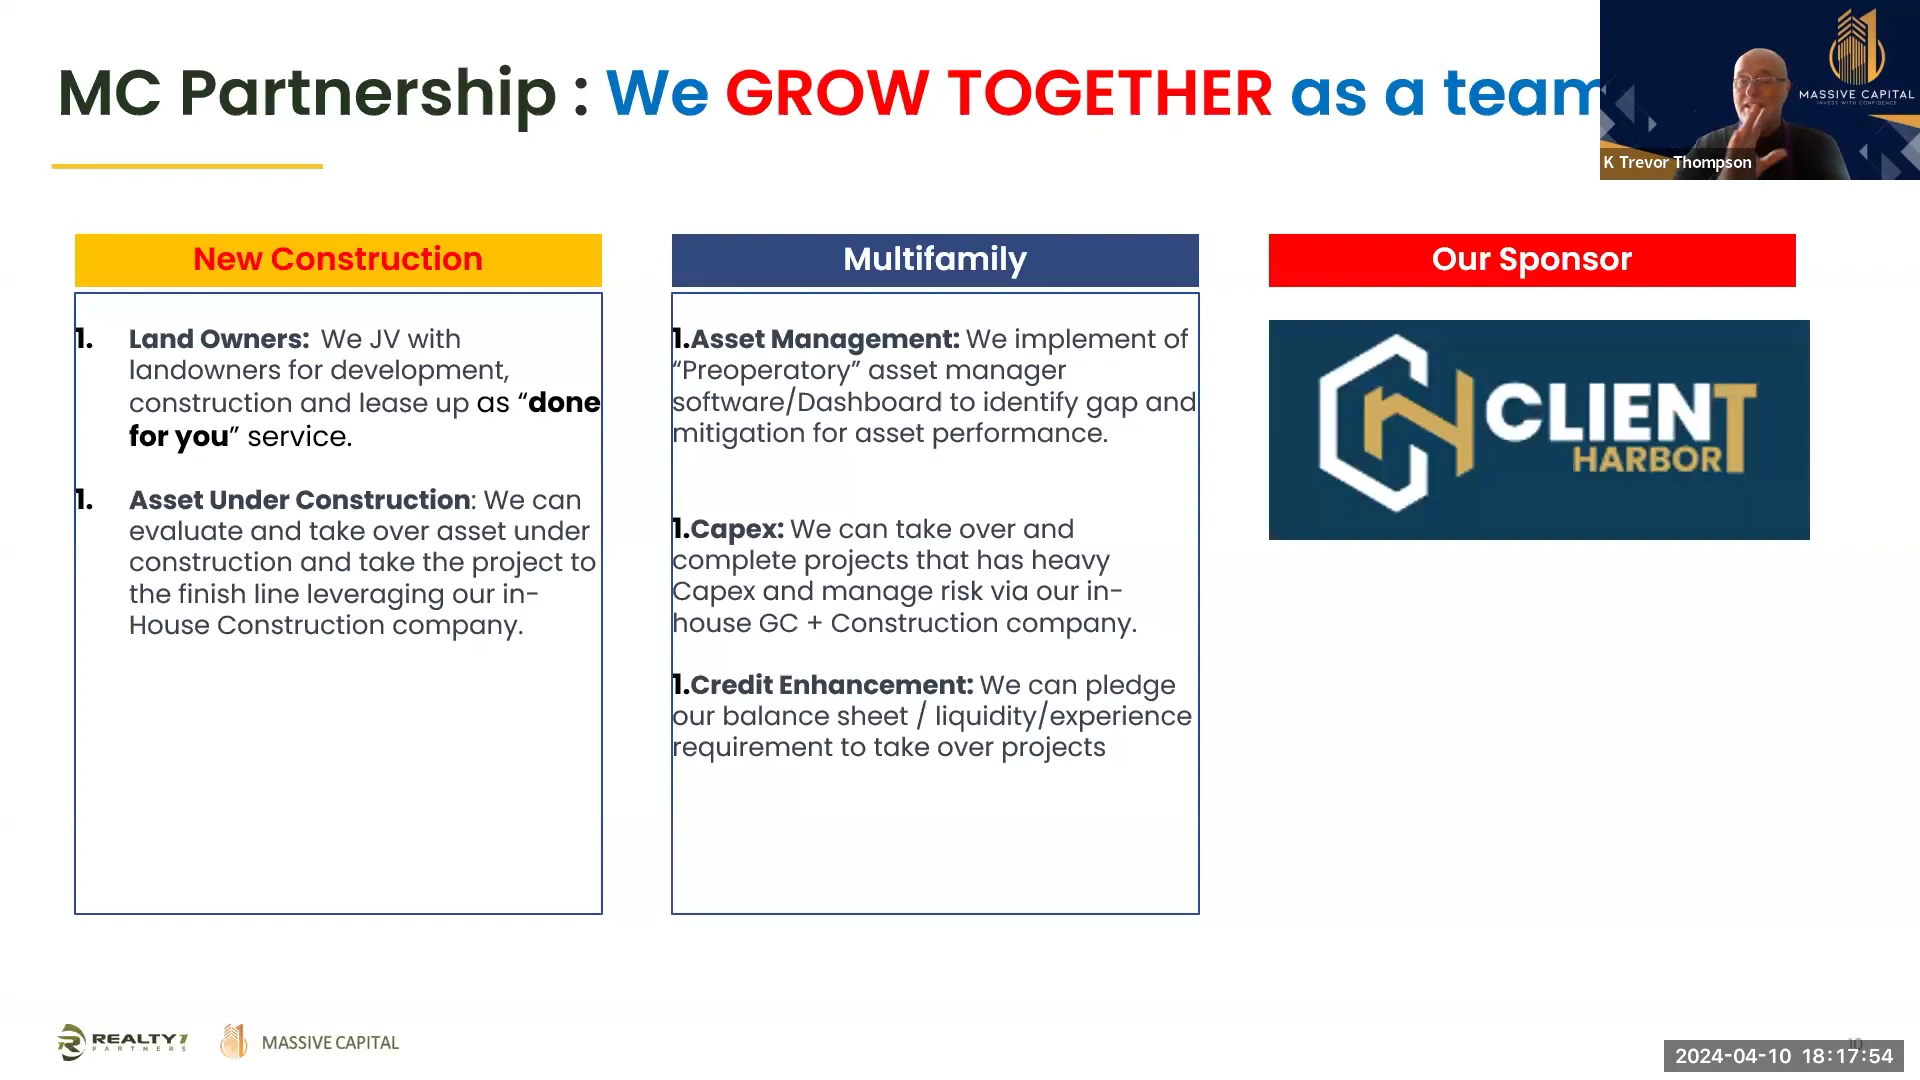 MC Partnership : We GROW TOGETHER as a team
MASSIVE CAPITAL
INVEST WITH CONFIDENCE
K Trevor Thompson
New Construction
1. Land Owners: We JV with
landowners for development,
construction and lease up as “done
for you” service.
1. Asset Under Construction: We can
evaluate and take over asset under
construction and take the project to
the finish line leveraging our in-
House Construction company.
Multifamily
1.Asset Management: We implement of
“Preoperatory” asset manager
software/Dashboard to identify gap and
mitigation for asset performance.
1.Capex: We can take over and
complete projects that has heavy
Capex and manage risk via our in-
house GC + Construction company.
1.Credit Enhancement: We can pledge
our balance sheet / liquidity/experience
requirement to take over projects
Our Sponsor
CLIENT
HARBOR
REALTY1
PARTNERS
MASSIVE CAPITAL
10
2024-04-10 18:17:54